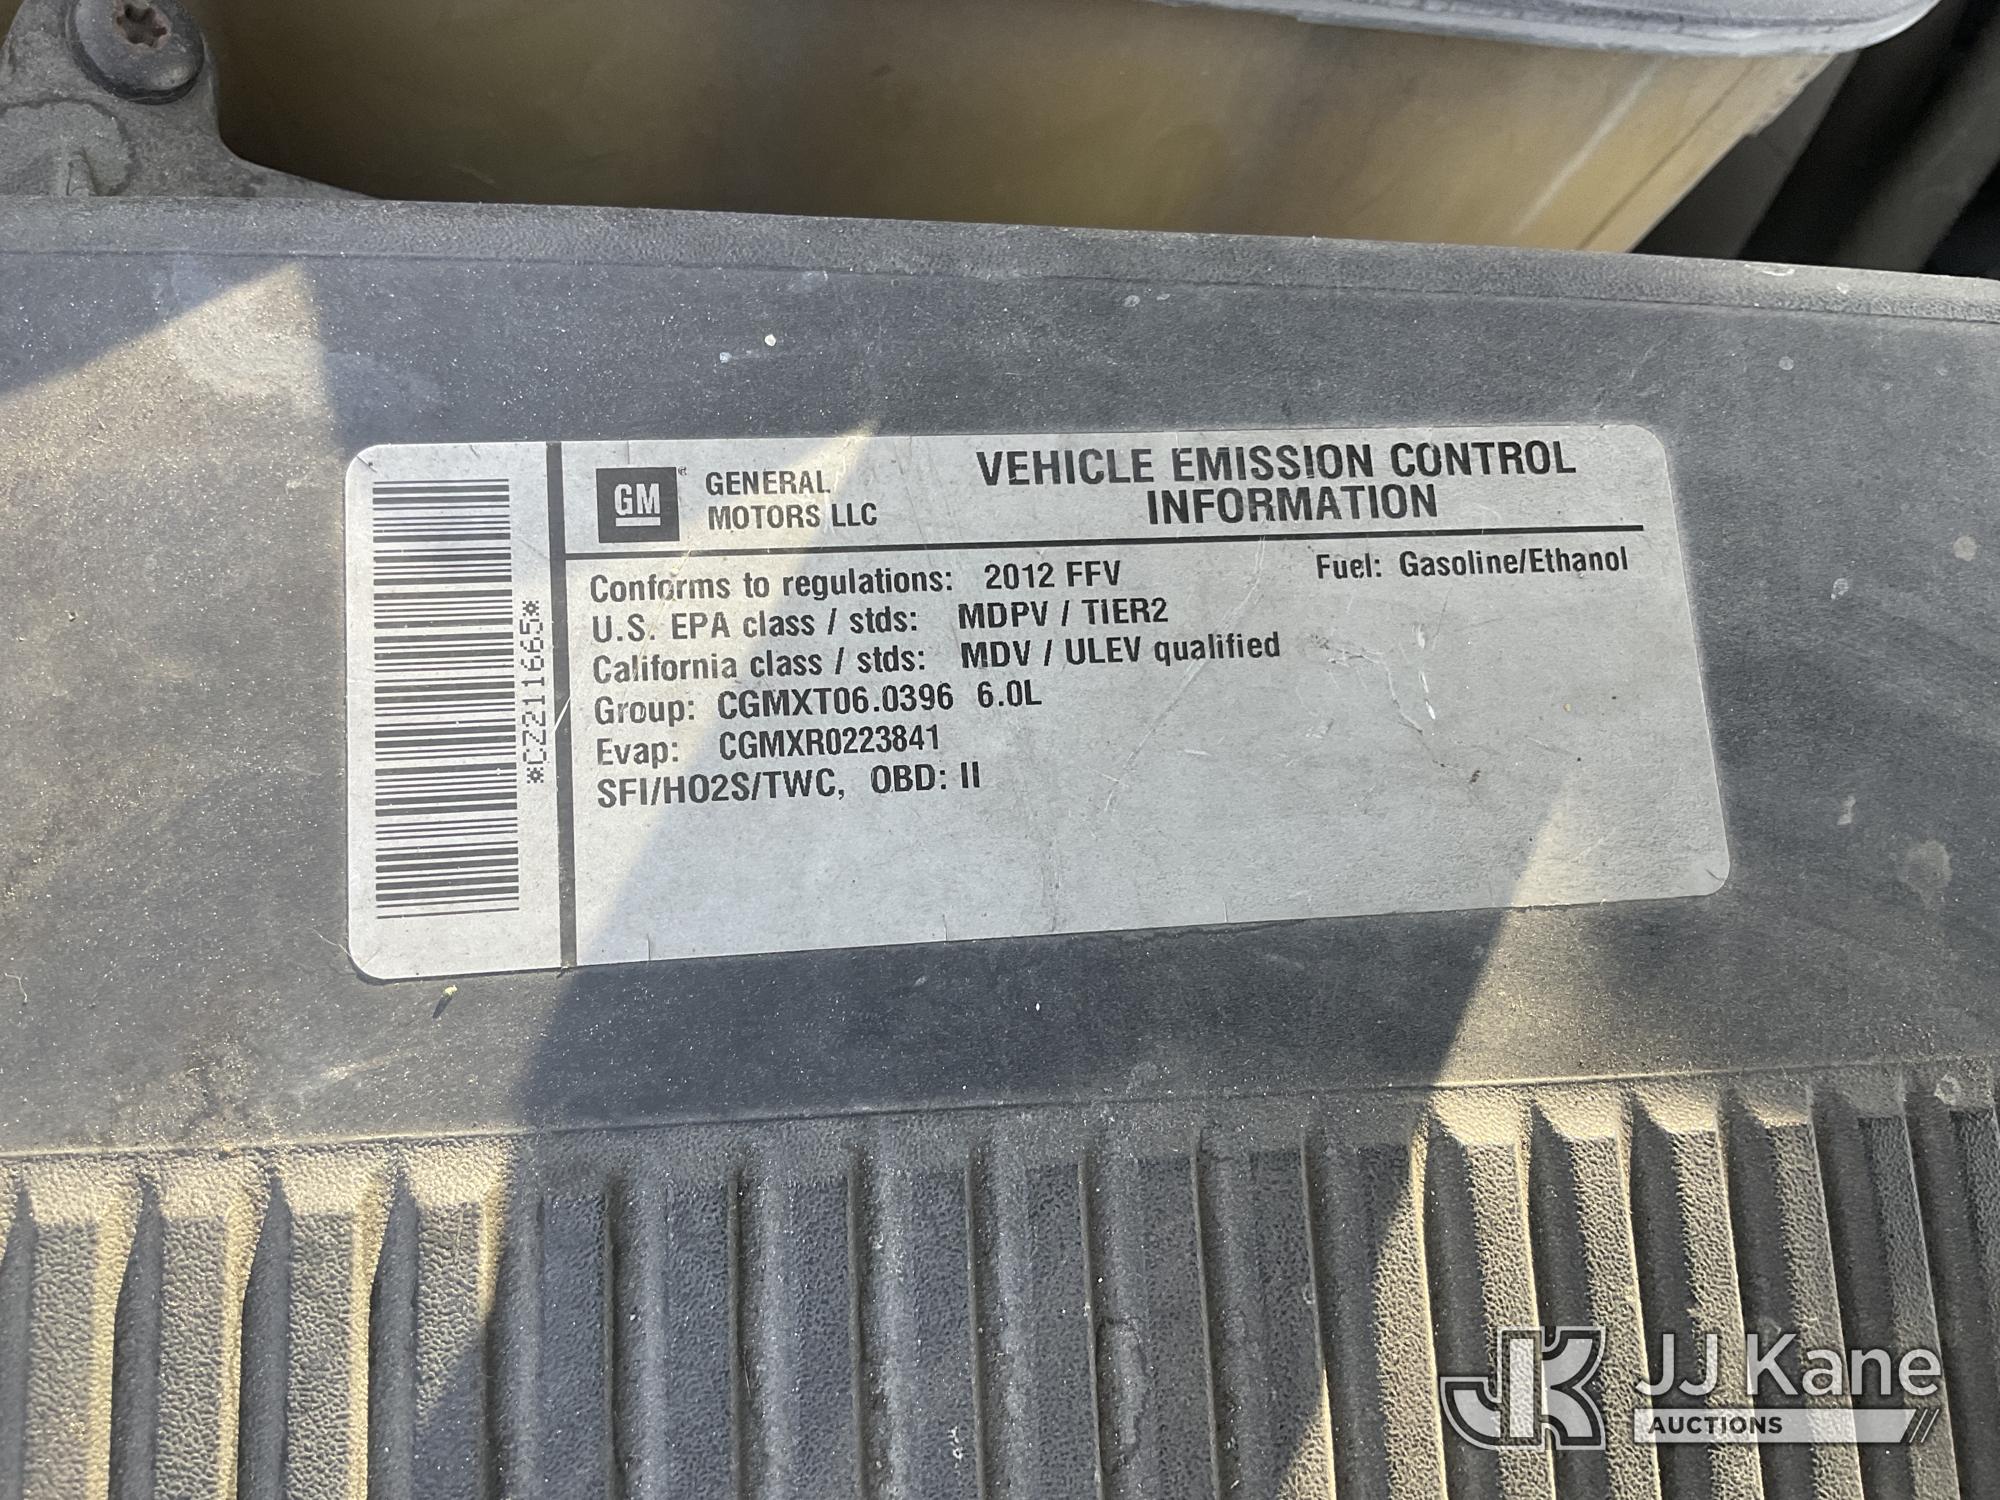 GM
GENERAL
MOTORS LLC
VEHICLE EMISSION CONTROL
INFORMATION
Conforms to regulations: 2012 FFV
Fuel: Gasoline/Ethanol
U.S. EPA class / stds: MDPV / TIER2
California class / stds: MDV / ULEV qualified
Group: CGMXT06.0396 6.0L
Evap: CGMXR0223841
SFI/HO2S/TWC, OBD: II
*CZ2211665*
JK
JJ Kane
AUCTIONS